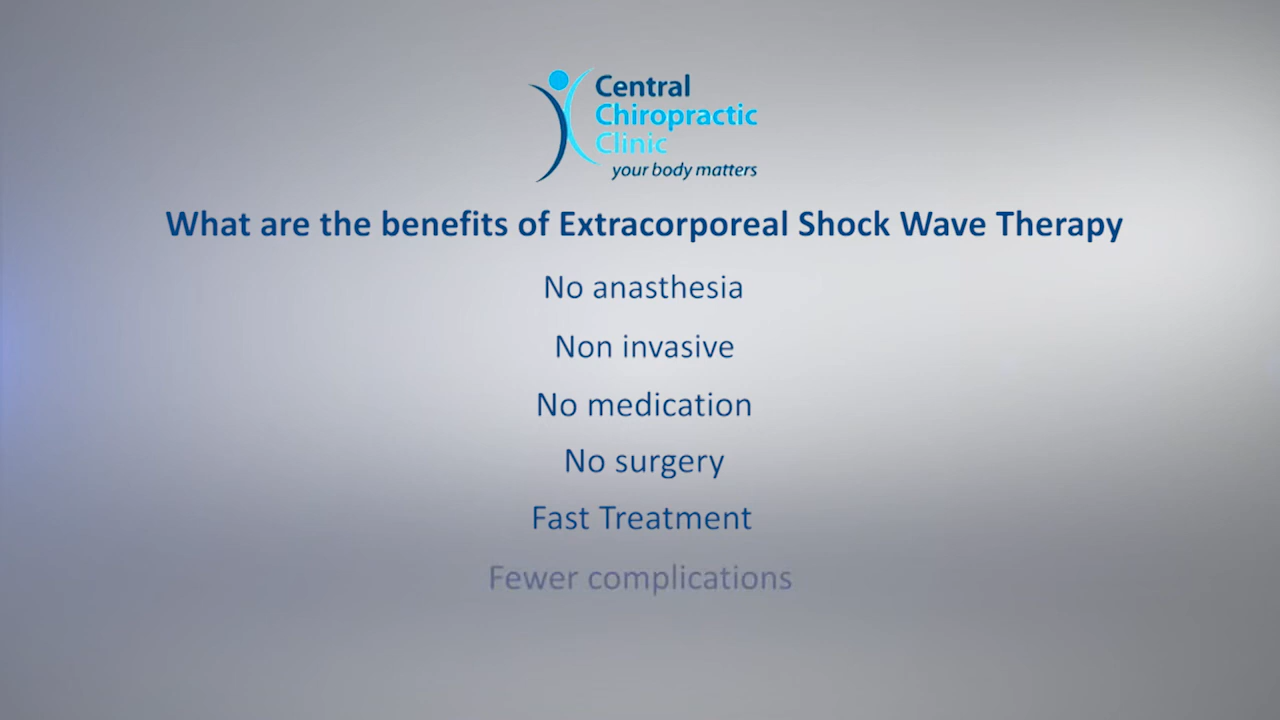 Central
Chiropractic
Clinic
your body matters
What are the benefits of Extracorporeal Shock Wave Therapy
No anasthesia
Non invasive
No medication
No surgery
Fast Treatment
Fewer complications